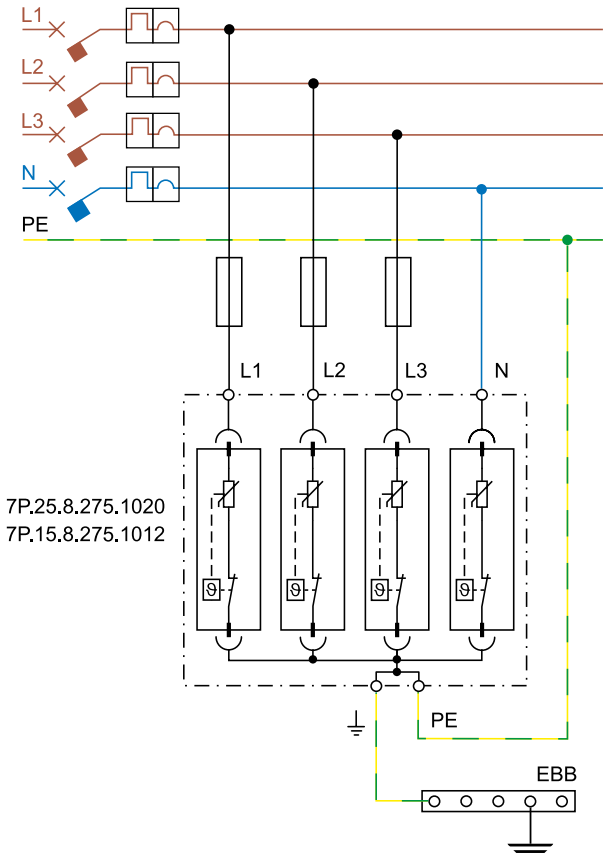 L1
L2
L3
N
PE
L1 L2 L3 N
7P.25.8.275.1020
7P.15.8.275.1012
ϑ ϑ ϑ ϑ
PE
EBB